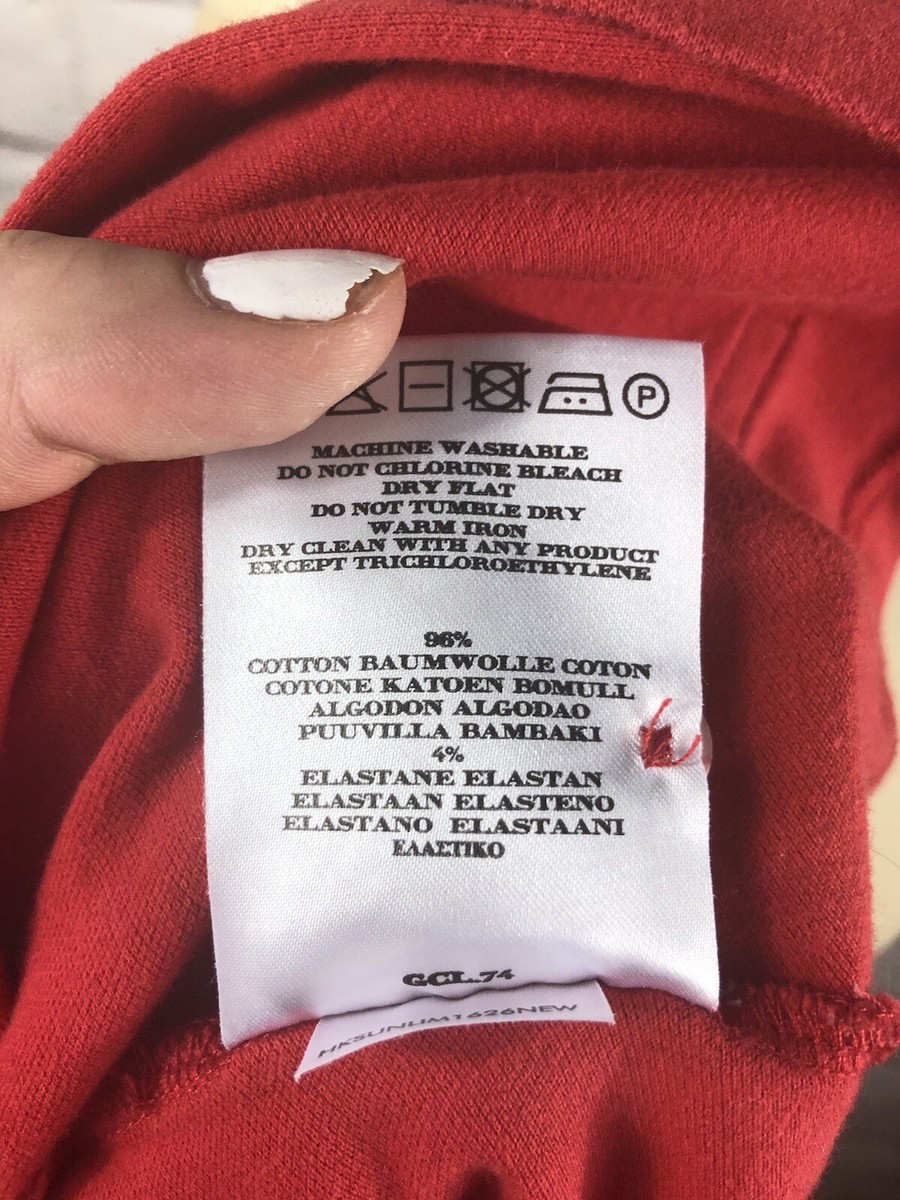 P
MACHINE WASHABLE
DO NOT CHLORINE BLEACH
DRY FLAT
DO NOT TUMBLE DRY
WARM IRON
DRY CLEAN WITH ANY PRODUCT
EXCEPT TRICHLOROETHYLENE
96%
COTTON BAUMWOLLE COTON
COTONE KATOEN BOMULL
ALGODON ALGODAO
PUUVILLA BAMBAKI
4%
ELASTANE ELASTAN
ELASTAAN ELASTENO
ELASTANO ELASTAANI
ΕΛΑΣΤΙΚΟ
GCL.74
HKSUNUM1626NEW